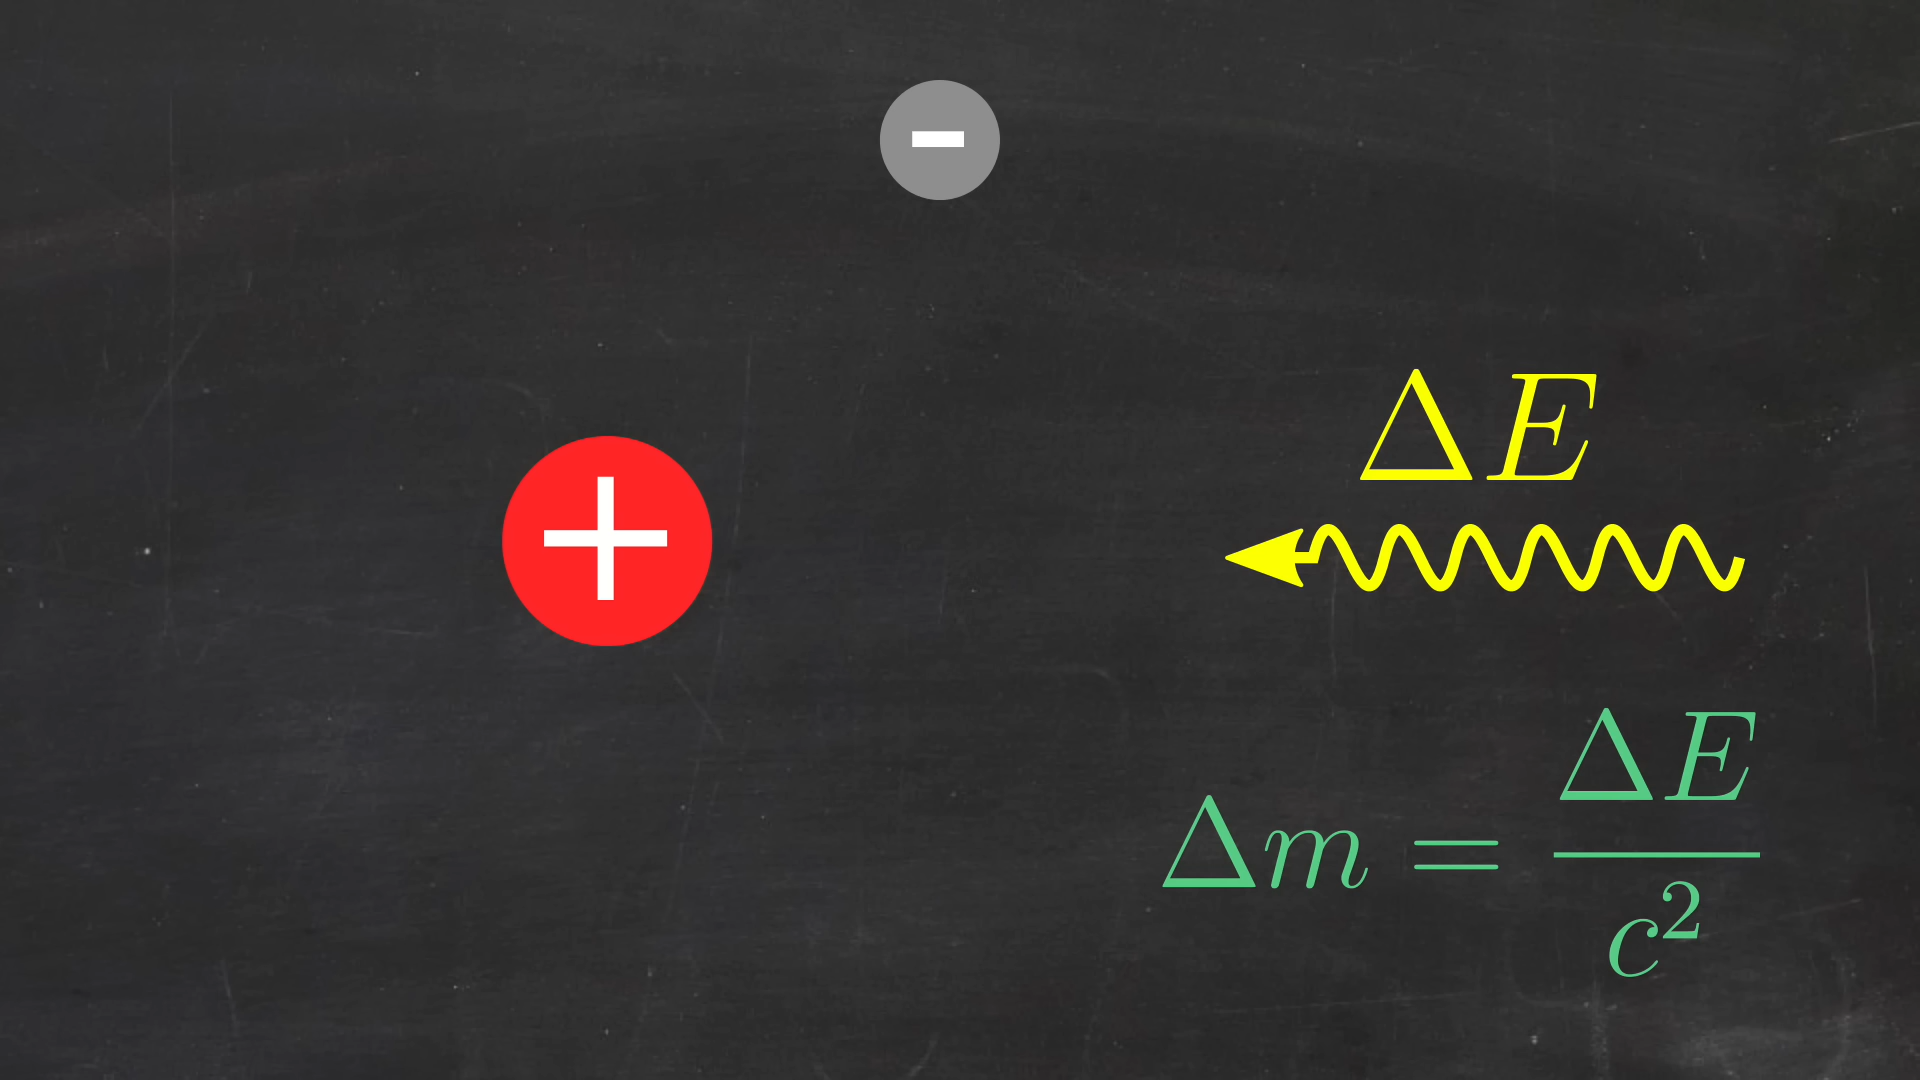 -
+
ΔE
Δm = ΔE/c²